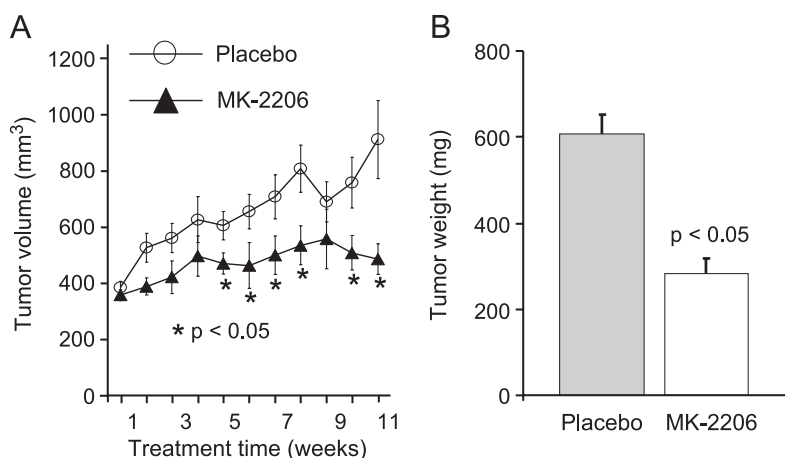 A
Placebo
MK-2206
Tumor volume (mm³)
1200
1000
800
600
400
200
0
*
*
*
*
*
*
* p < 0.05
1 3 5 7 9 11
Treatment time (weeks)
B
Tumor weight (mg)
800
600
400
200
0
p < 0.05
Placebo MK-2206